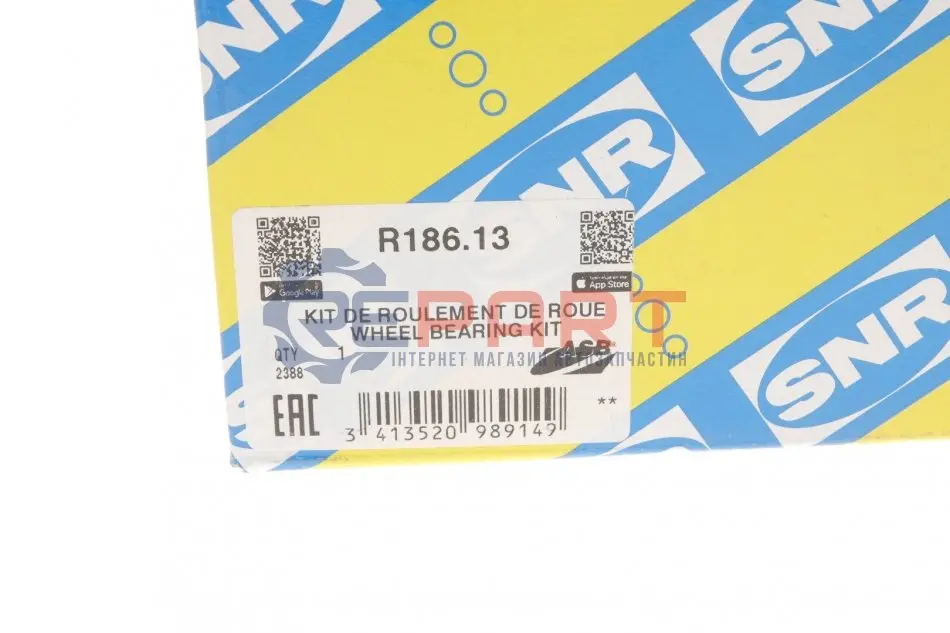 SNR
SNR
SNR
R186.13
Google Play
App Store
KIT DE ROULEMENT DE ROUE
WHEEL BEARING KIT
QTY 1
ASB
2388
PART
ІНТЕРНЕТ МАГАЗИН АВТОЗАПЧАСТИН
SNR
EAC
**
3 413520 989149